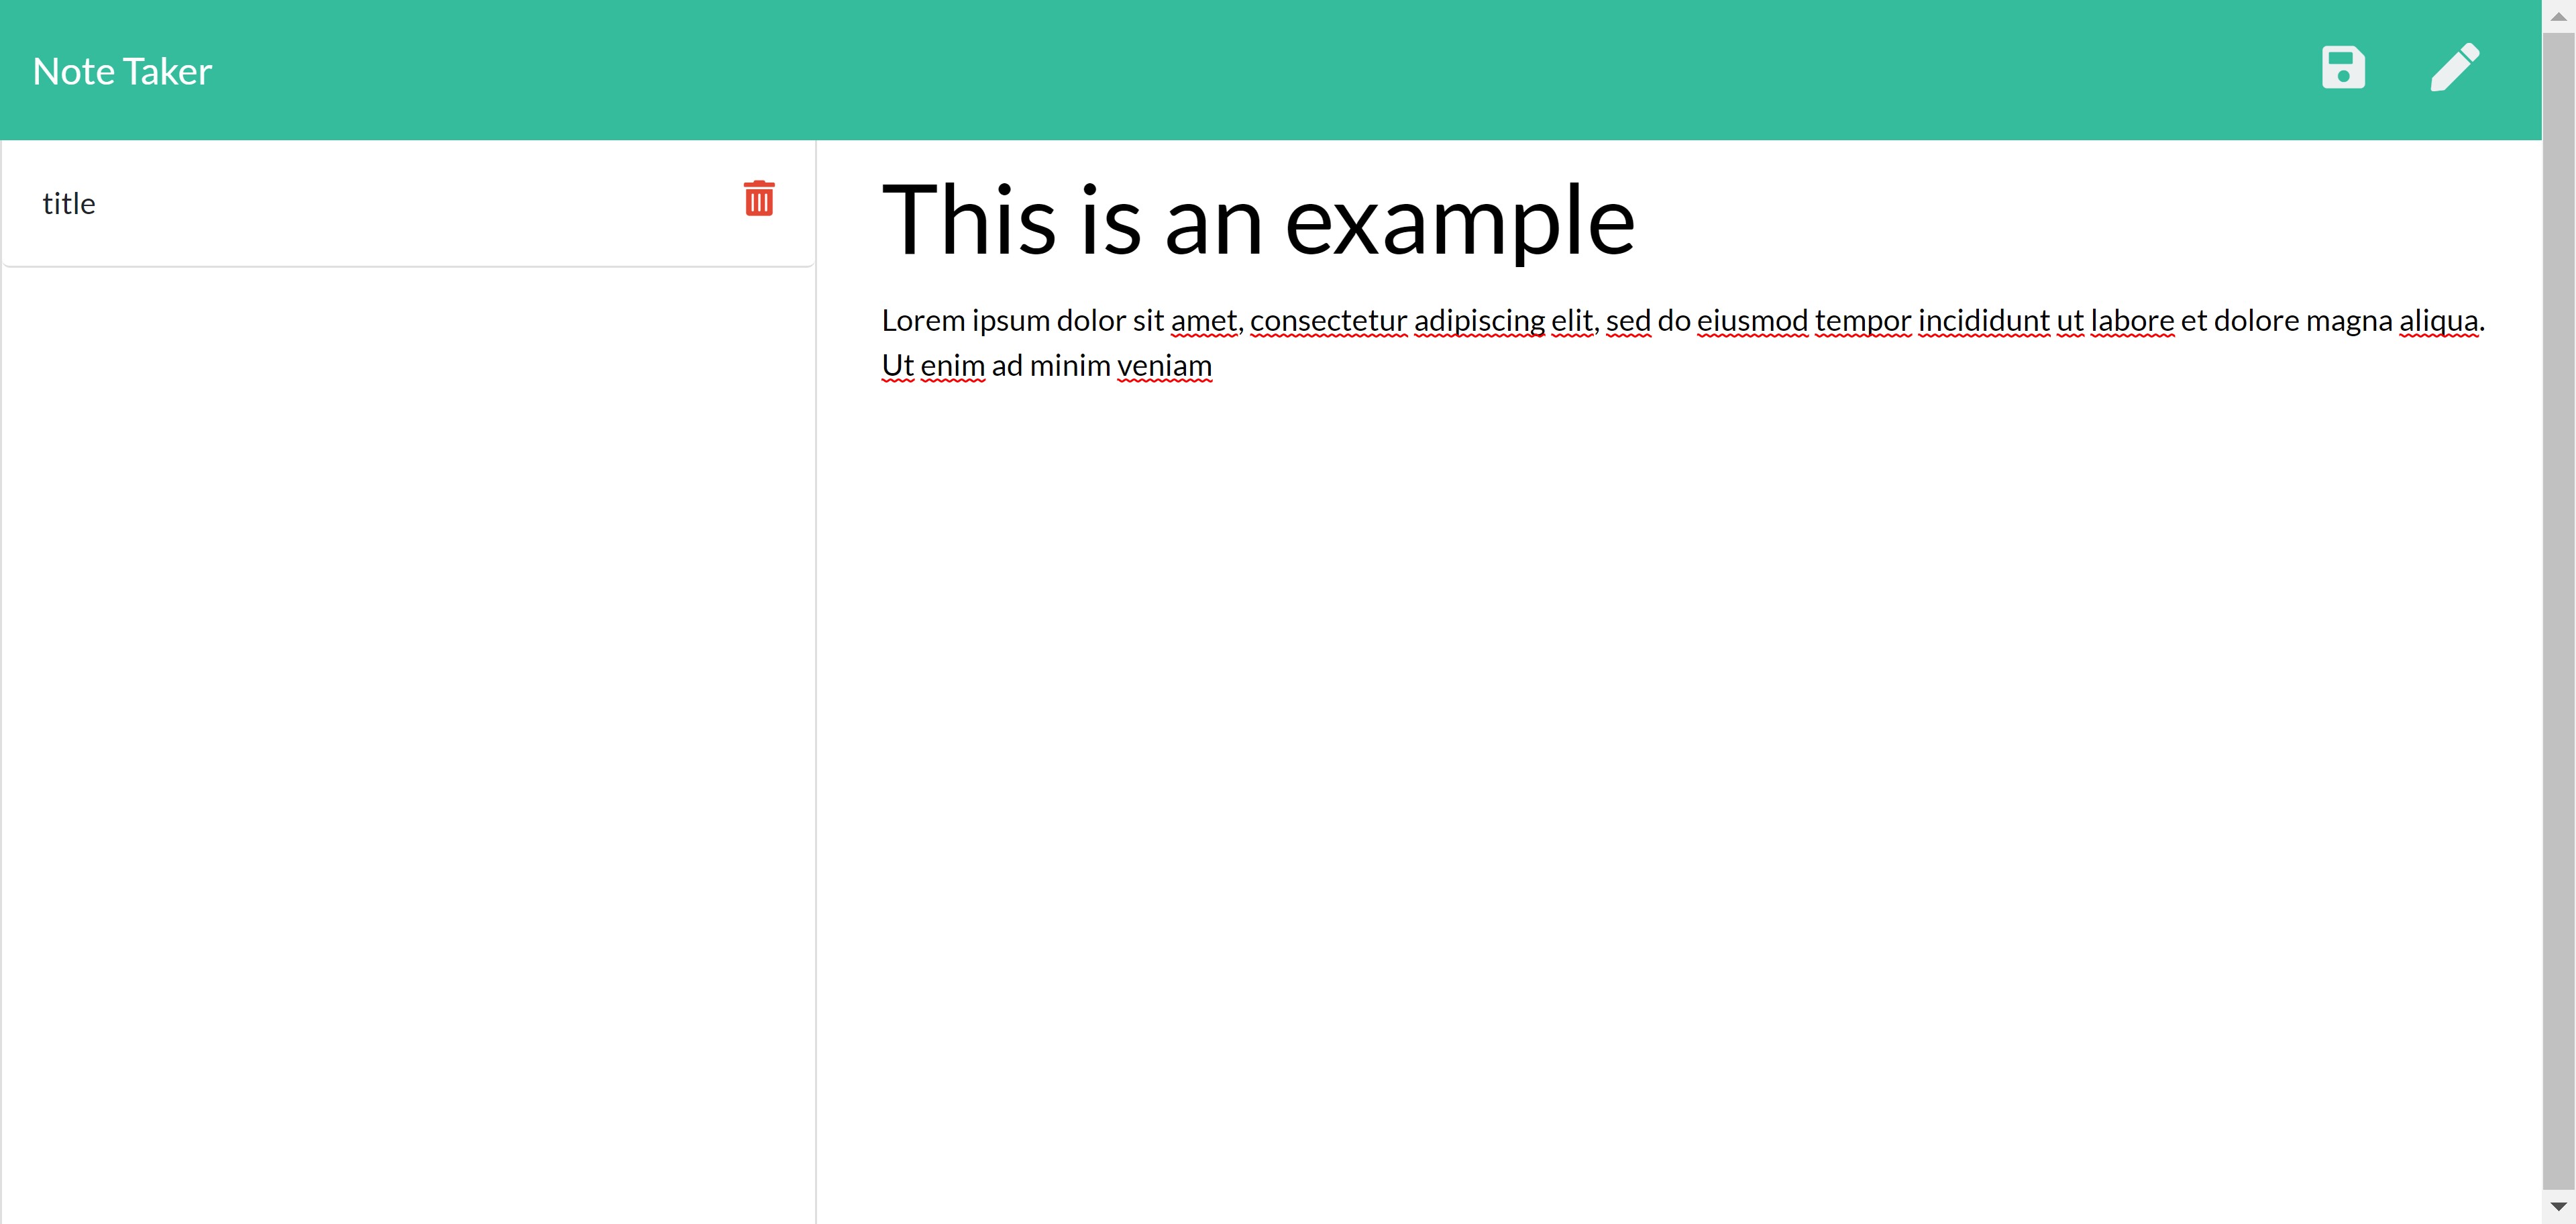 Note Taker
title
This is an example
Lorem ipsum dolor sit amet, consectetur adipiscing elit, sed do eiusmod tempor incididunt ut labore et dolore magna aliqua.
Ut enim ad minim veniam